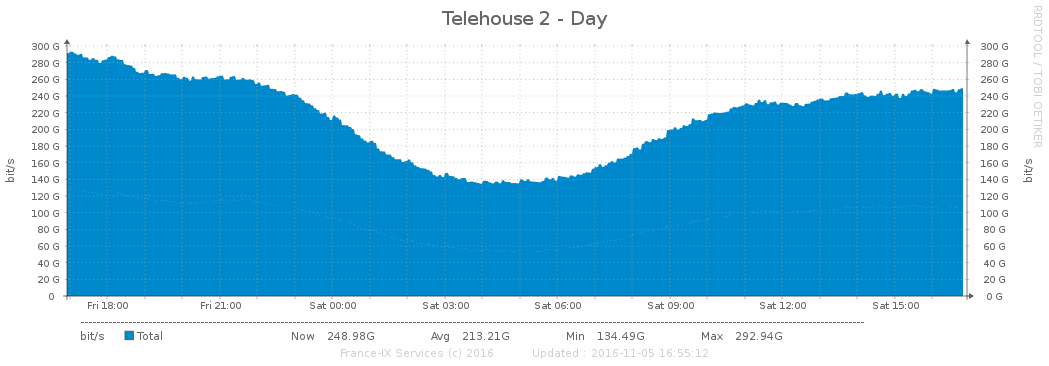 Telehouse 2 - Day
RRDTOOL / TOBI OETIKER
bit/s
300 G 300 G
280 G 280 G
260 G 260 G
240 G 240 G
220 G 220 G
200 G 200 G
180 G 180 G
160 G 160 G
140 G 140 G
120 G 120 G
100 G 100 G
80 G 80 G
60 G 60 G
40 G 40 G
20 G 20 G
0 0 G
bit/s
Fri 18:00 Fri 21:00 Sat 00:00 Sat 03:00 Sat 06:00 Sat 09:00 Sat 12:00 Sat 15:00
bit/s Total Now 248.98G Avg 213.21G Min 134.49G Max 292.94G
France-IX Services (c) 2016 Updated : 2016-11-05 16:55:12